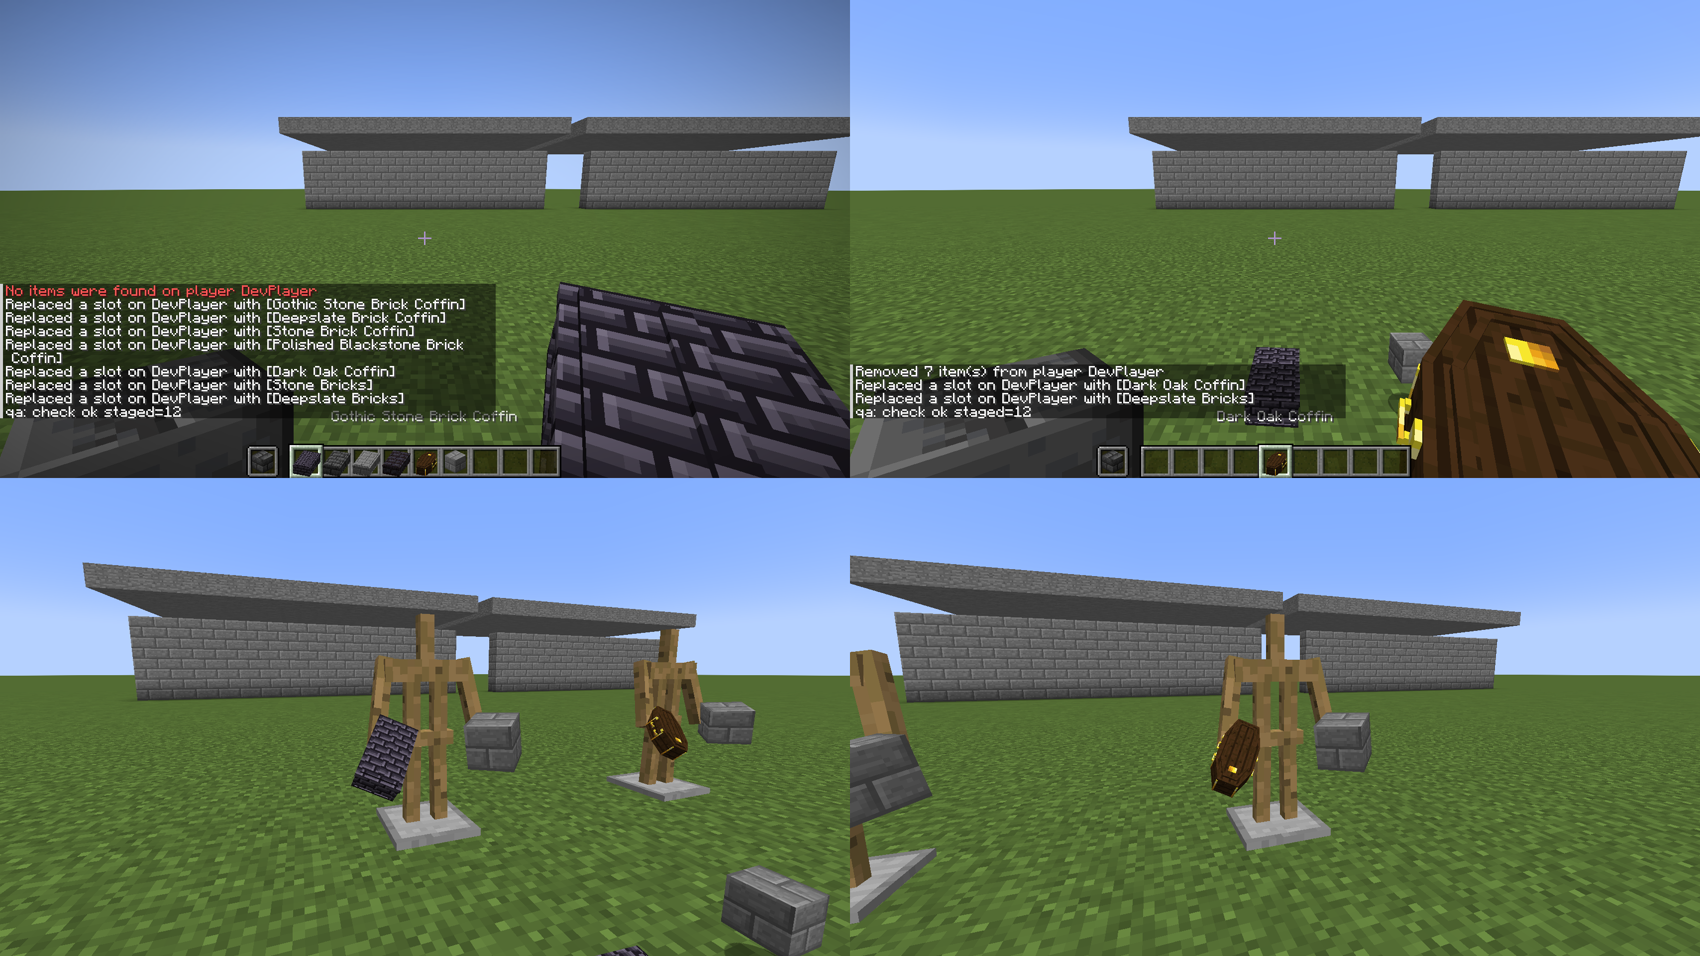 No items were found on player DevPlayer
Replaced a slot on DevPlayer with [Gothic Stone Brick Coffin]
Replaced a slot on DevPlayer with [Deepslate Brick Coffin]
Replaced a slot on DevPlayer with [Stone Brick Coffin]
Replaced a slot on DevPlayer with [Polished Blackstone Brick
Coffin]
Replaced a slot on DevPlayer with [Dark Oak Coffin]
Replaced a slot on DevPlayer with [Stone Bricks]
Replaced a slot on DevPlayer with [Deepslate Bricks]
qa: check ok staged=12
Gothic Stone Brick Coffin
Removed 7 item(s) from player DevPlayer
Replaced a slot on DevPlayer with [Dark Oak Coffin]
Replaced a slot on DevPlayer with [Deepslate Bricks]
qa: check ok staged=12
Dark Oak Coffin